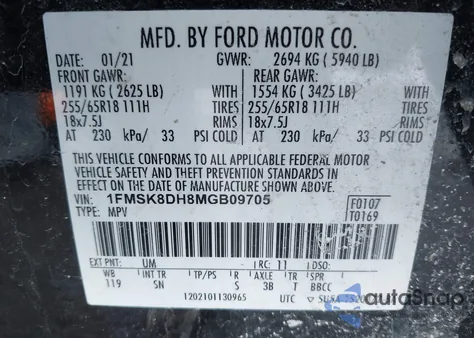 MFD. BY FORD MOTOR CO.
DATE: 01/21 GVWR: 2694 KG ( 5940 LB)
FRONT GAWR: REAR GAWR:
1191 KG ( 2625 LB) WITH 1554 KG ( 3425 LB) WITH
255/65R18 111H TIRES 255/65R18 111H TIRES
18x7.5J RIMS 18x7.5J RIMS
AT 230 kPa/ 33 PSI COLD AT 230 kPa/ 33 PSI COLD
THIS VEHICLE CONFORMS TO ALL APPLICABLE FEDERAL MOTOR
VEHICLE SAFETY AND THEFT PREVENTION STANDARDS IN
EFFECT ON THE DATE OF MANUFACTURE SHOWN ABOVE.
VIN: 1FMSK8DH8MGB09705 F0107
TYPE: MPV T0169
EXT PNT: UM RC: 11 DSO:
WB INT TR TP/PS R AXLE TR SPR
119 SN S 3B T BBCC
1202101130965 UTC
autoSnap